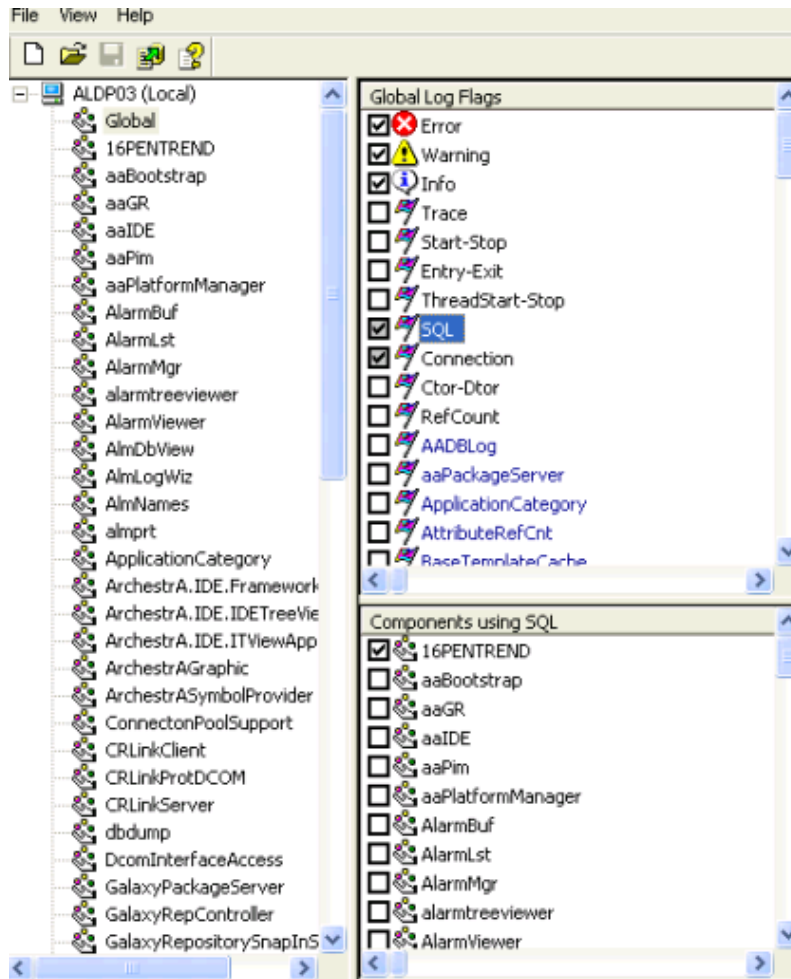 File View Help
ALDP03 (Local)
Global
16PENTREND
aaBootstrap
aaGR
aaIDE
aaPim
aaPlatformManager
AlarmBuf
AlarmLst
AlarmMgr
alarmtreeviewer
AlarmViewer
AlmDbView
AlmLogWiz
AlmNames
almprt
ApplicationCategory
ArchestrA.IDE.Framework
ArchestrA.IDE.IDETreeVie
ArchestrA.IDE.ITViewApp
ArchestrAGraphic
ArchestrASymbolProvider
ConnectonPoolSupport
CRLinkClient
CRLinkProtDCOM
CRLinkServer
dbdump
DcomInterfaceAccess
GalaxyPackageServer
GalaxyRepController
GalaxyRepositorySnapInS
Global Log Flags
Error
Warning
Info
Trace
Start-Stop
Entry-Exit
ThreadStart-Stop
SQL
Connection
Ctor-Dtor
RefCount
AADBLog
aaPackageServer
ApplicationCategory
AttributeRefCnt
BaseTemplateCache
Components using SQL
16PENTREND
aaBootstrap
aaGR
aaIDE
aaPim
aaPlatformManager
AlarmBuf
AlarmLst
AlarmMgr
alarmtreeviewer
AlarmViewer